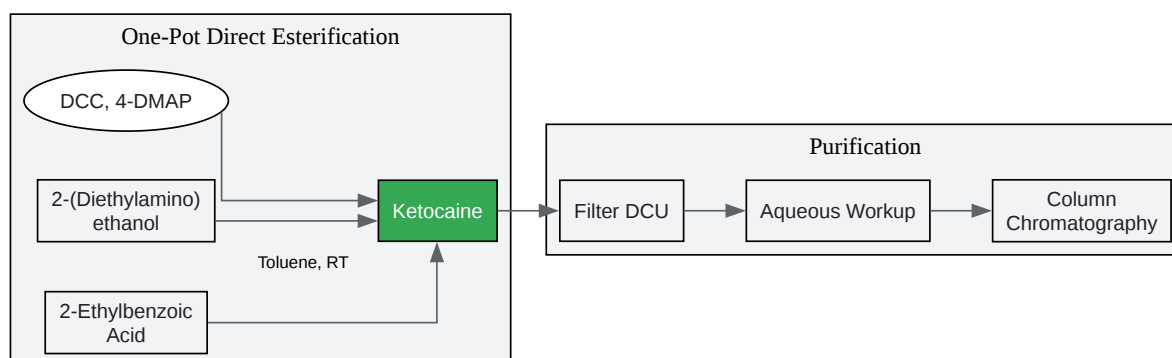 One-Pot Direct Esterification
DCC, 4-DMAP
2-(Diethylamino)
ethanol
Ketocaine
Toluene, RT
2-Ethylbenzoic
Acid
Purification
Filter DCU
Aqueous Workup
Column
Chromatography